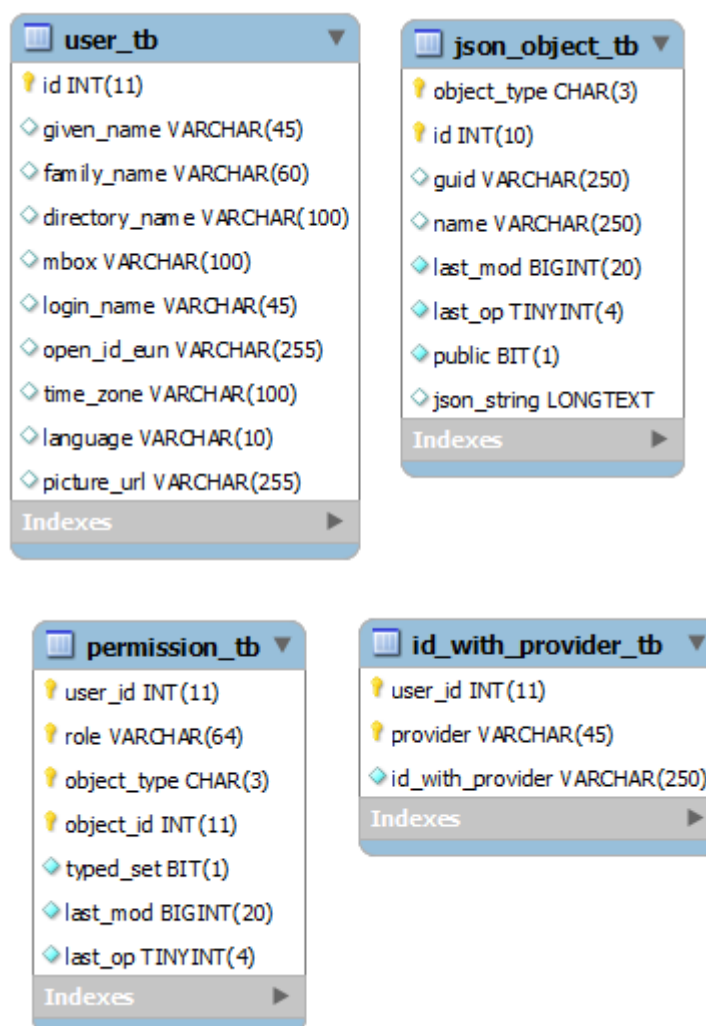 user_tb
id INT(11)
given_name VARCHAR(45)
family_name VARCHAR(60)
directory_name VARCHAR(100)
mbox VARCHAR(100)
login_name VARCHAR(45)
open_id_eun VARCHAR(255)
time_zone VARCHAR(100)
language VARCHAR(10)
picture_url VARCHAR(255)
Indexes
json_object_tb
object_type CHAR(3)
id INT(10)
guid VARCHAR(250)
name VARCHAR(250)
last_mod BIGINT(20)
last_op TINYINT(4)
public BIT(1)
json_string LONGTEXT
Indexes
permission_tb
user_id INT(11)
role VARCHAR(64)
object_type CHAR(3)
object_id INT(11)
typed_set BIT(1)
last_mod BIGINT(20)
last_op TINYINT(4)
Indexes
id_with_provider_tb
user_id INT(11)
provider VARCHAR(45)
id_with_provider VARCHAR(250)
Indexes